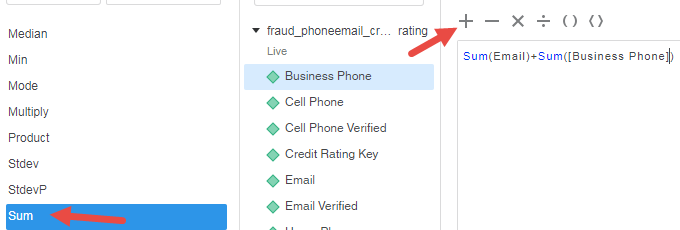 Median
Min
Mode
Multiply
Product
Stdev
StdevP
Sum
fraud_phoneemail_cr... rating
Live
Business Phone
Cell Phone
Cell Phone Verified
Credit Rating Key
Email
Email Verified
+ − × ÷ () <>
Sum(Email)+Sum([Business Phone])